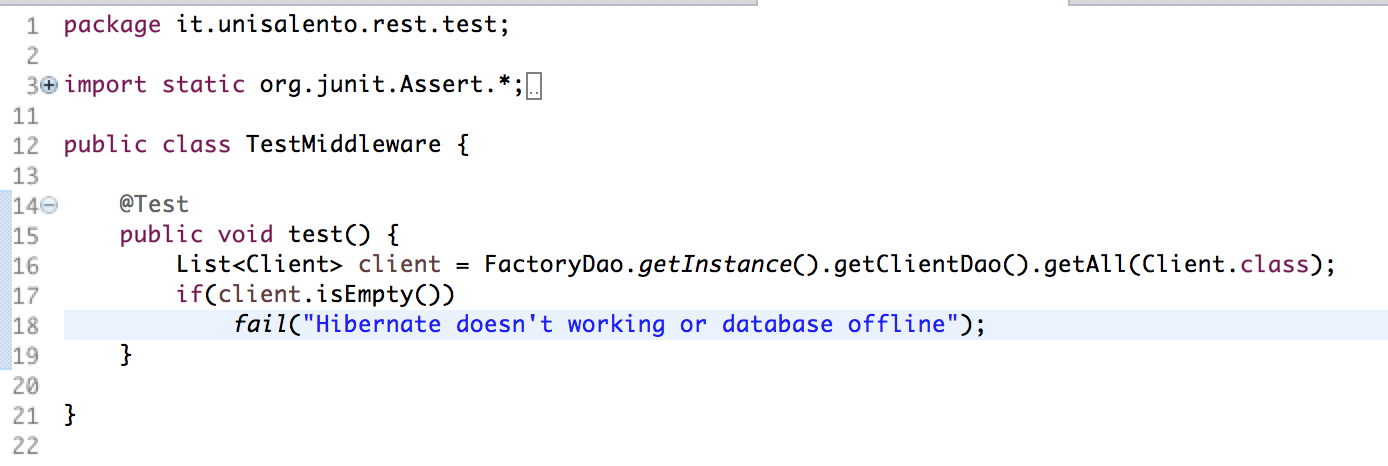 1 package it.unisalento.rest.test;
2
3 import static org.junit.Assert.*;
11
12 public class TestMiddleware {
13
14 @Test
15 public void test() {
16 List<Client> client = FactoryDao.getInstance().getClientDao().getAll(Client.class);
17 if(client.isEmpty())
18 fail("Hibernate doesn't working or database offline");
19 }
20
21 }
22